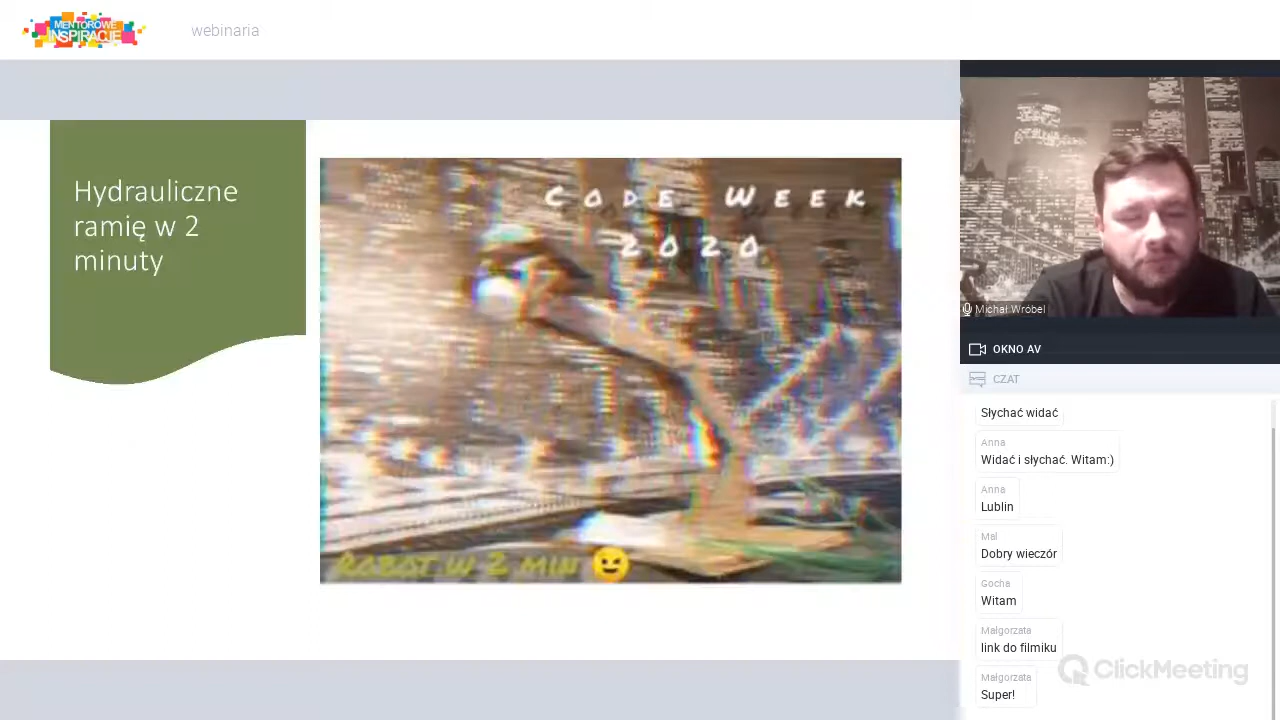 MENTOROWE
INSPIRACJE
webinaria
Hydrauliczne
ramię w 2
minuty
CODE WEEK
2020
ROBOT W 2 MIN
Michał Wróbel
OKNO AV
CZAT
Słychać widać
Anna
Widać i słychać. Witam:)
Anna
Lublin
Mal
Dobry wieczór
Gocha
Witam
Małgorzata
link do filmiku
Małgorzata
Super!
ClickMeeting